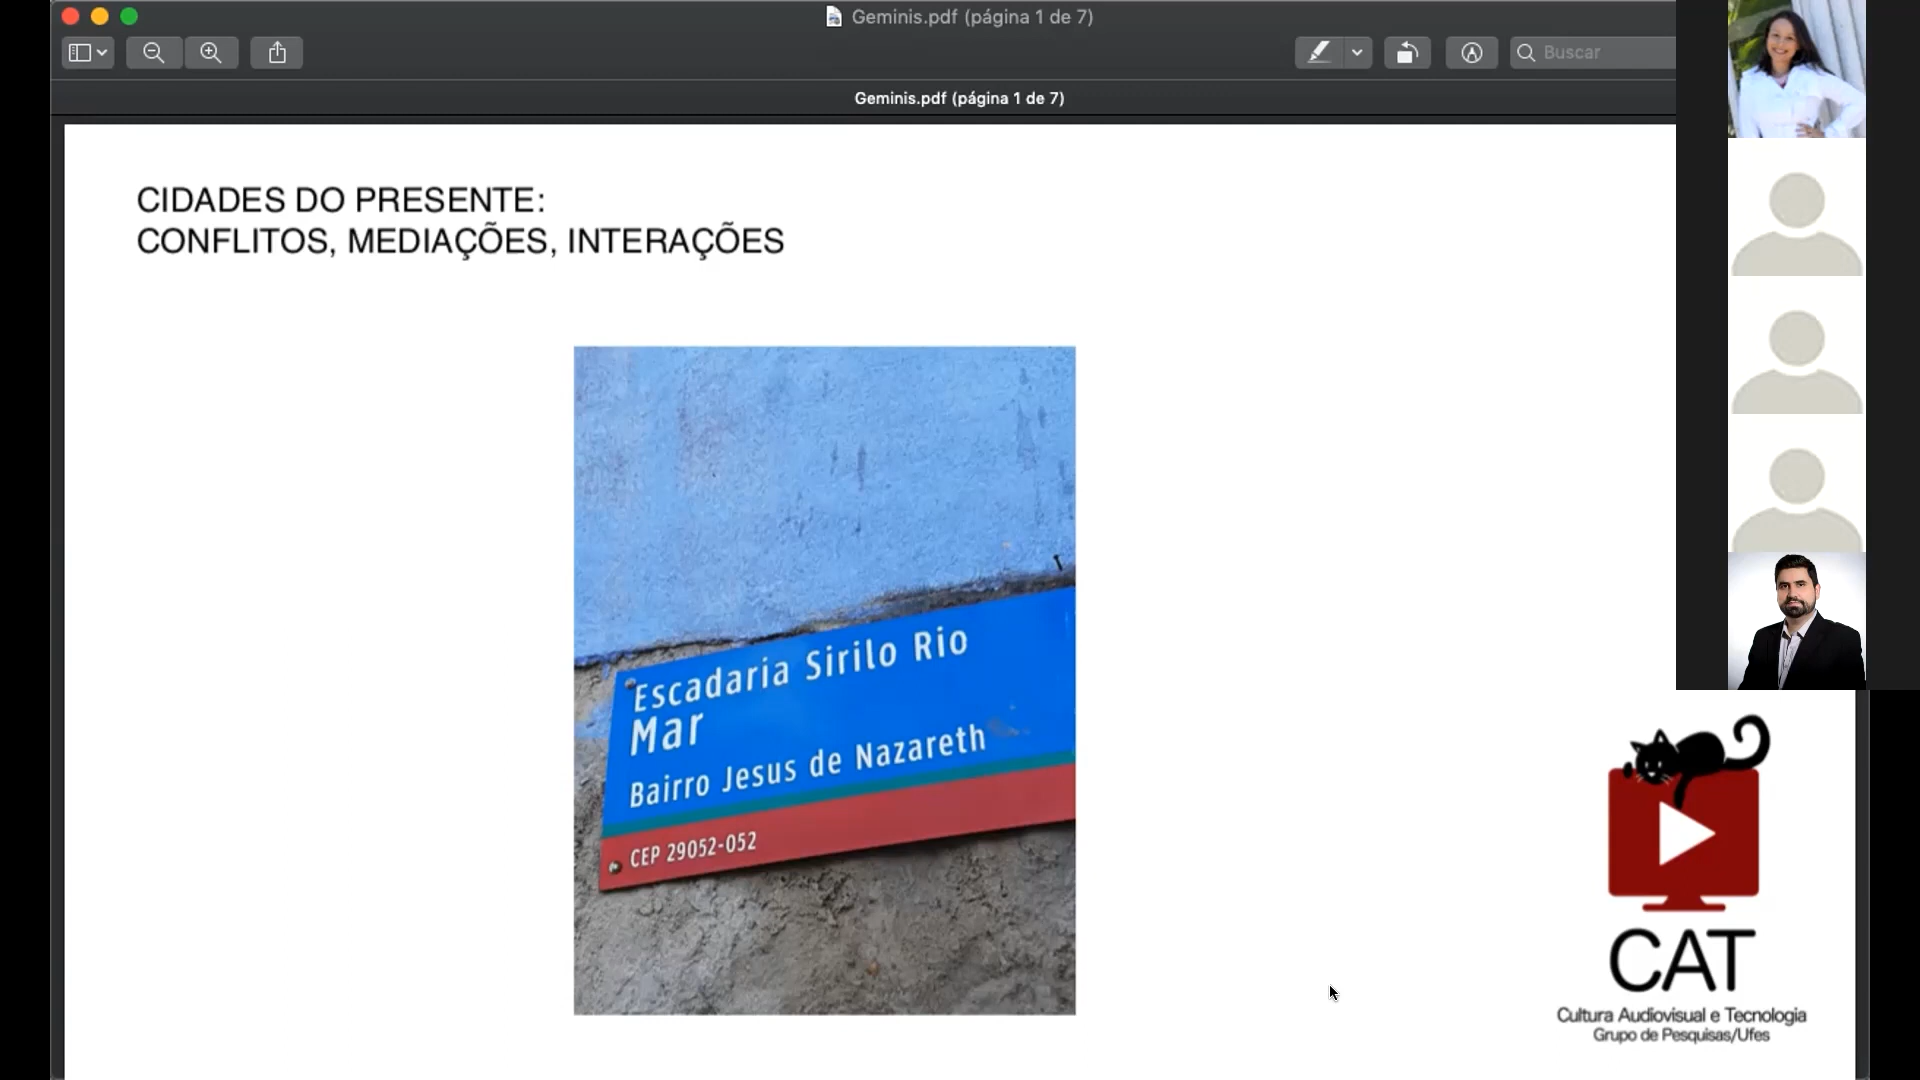 Geminis.pdf (página 1 de 7)
Buscar
Geminis.pdf (página 1 de 7)
CIDADES DO PRESENTE:
CONFLITOS, MEDIAÇÕES, INTERAÇÕES
Escadaria Sirilo Rio
Mar
Bairro Jesus de Nazareth
CEP 29052-052
CAT
Cultura Audiovisual e Tecnologia
Grupo de Pesquisas/Ufes